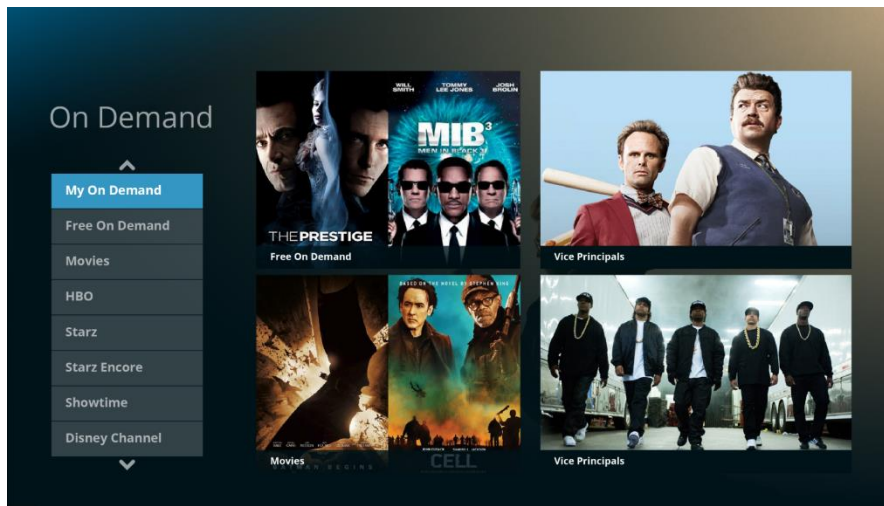 On Demand
My On Demand
Free On Demand
Movies
HBO
Starz
Starz Encore
Showtime
Disney Channel
WILL SMITH
TOMMY LEE JONES
JOSH BROLIN
MIB³
MEN IN BLACK 3
THE PRESTIGE
Free On Demand
Vice Principals
BASED ON THE NOVEL BY STEPHEN KING
BATMAN BEGINS
Movies
CELL
Vice Principals